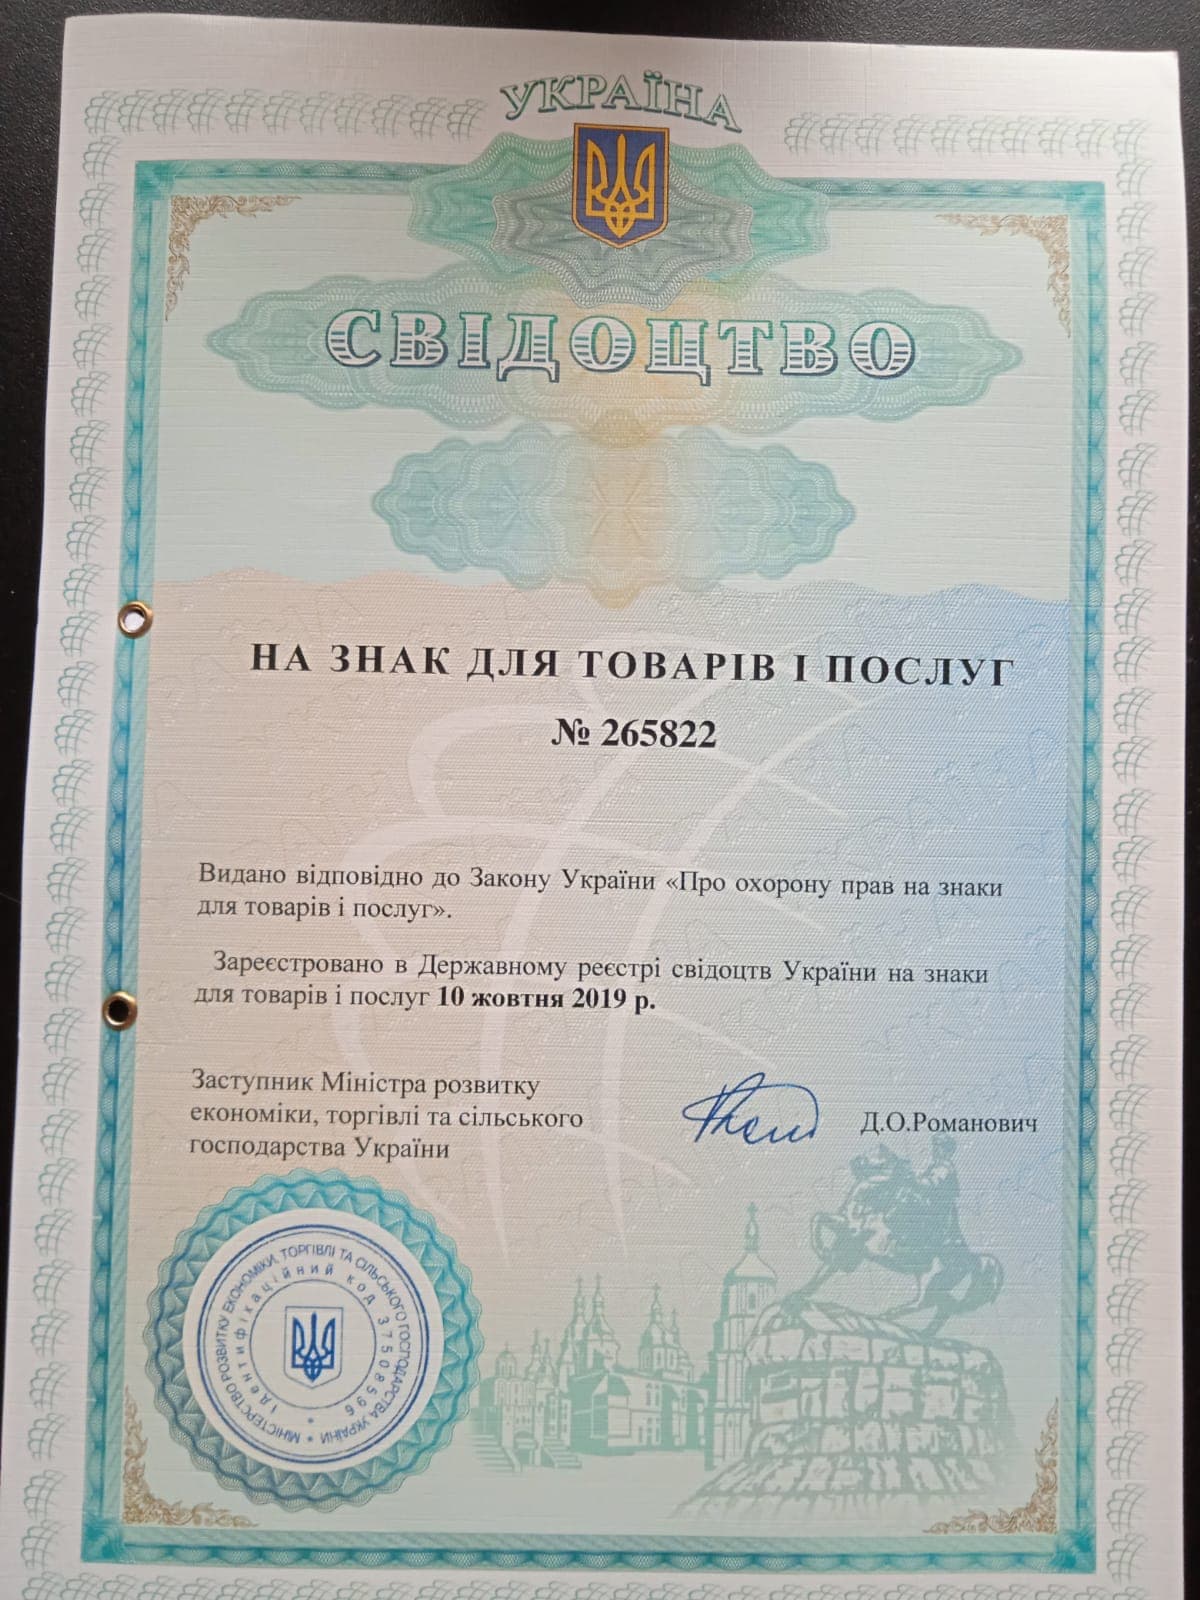 УКРАЇНА
СВІДОЦТВО
НА ЗНАК ДЛЯ ТОВАРІВ І ПОСЛУГ
№ 265822
Видано відповідно до Закону України «Про охорону прав на знаки
для товарів і послуг».
Зареєстровано в Державному реєстрі свідоцтв України на знаки
для товарів і послуг 10 жовтня 2019 р.
Заступник Міністра розвитку
економіки, торгівлі та сільського
господарства України
Д.О.Романович
МІНІСТЕРСТВО РОЗВИТКУ ЕКОНОМІКИ, ТОРГІВЛІ ТА СІЛЬСЬКОГО ГОСПОДАРСТВА УКРАЇНИ *
ідентифікаційний код 37508596 *